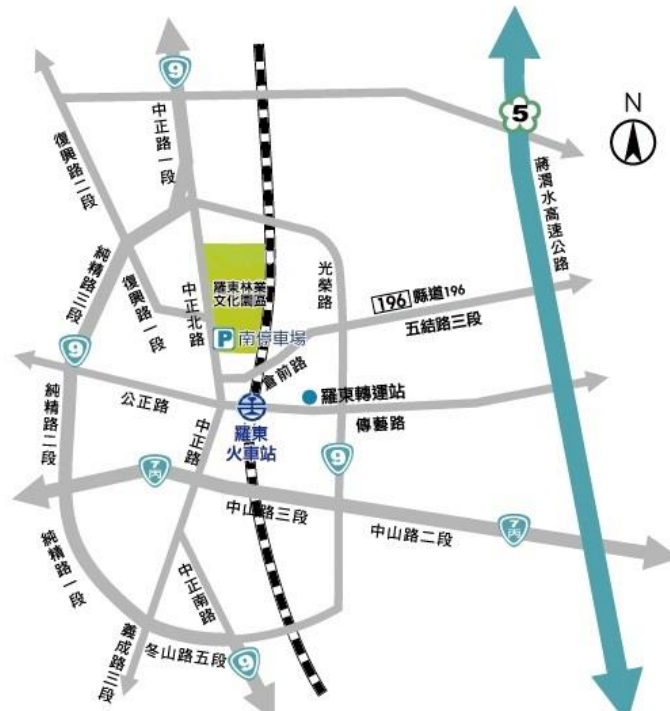 9
5
N
中正路一段
復興路二段
蔣渭水高速公路
純精路三段
復興路一段
中正北路
羅東林業
文化園區
光榮路
196 縣道196
五結路三段
P 南停車場
倉前路
9
公正路
羅東轉運站
傳藝路
純精路二段
中正路
羅東
火車站
9
7丙
中山路三段
中山路二段
7丙
純精路一段
中正南路
義成路三段
冬山路五段
9